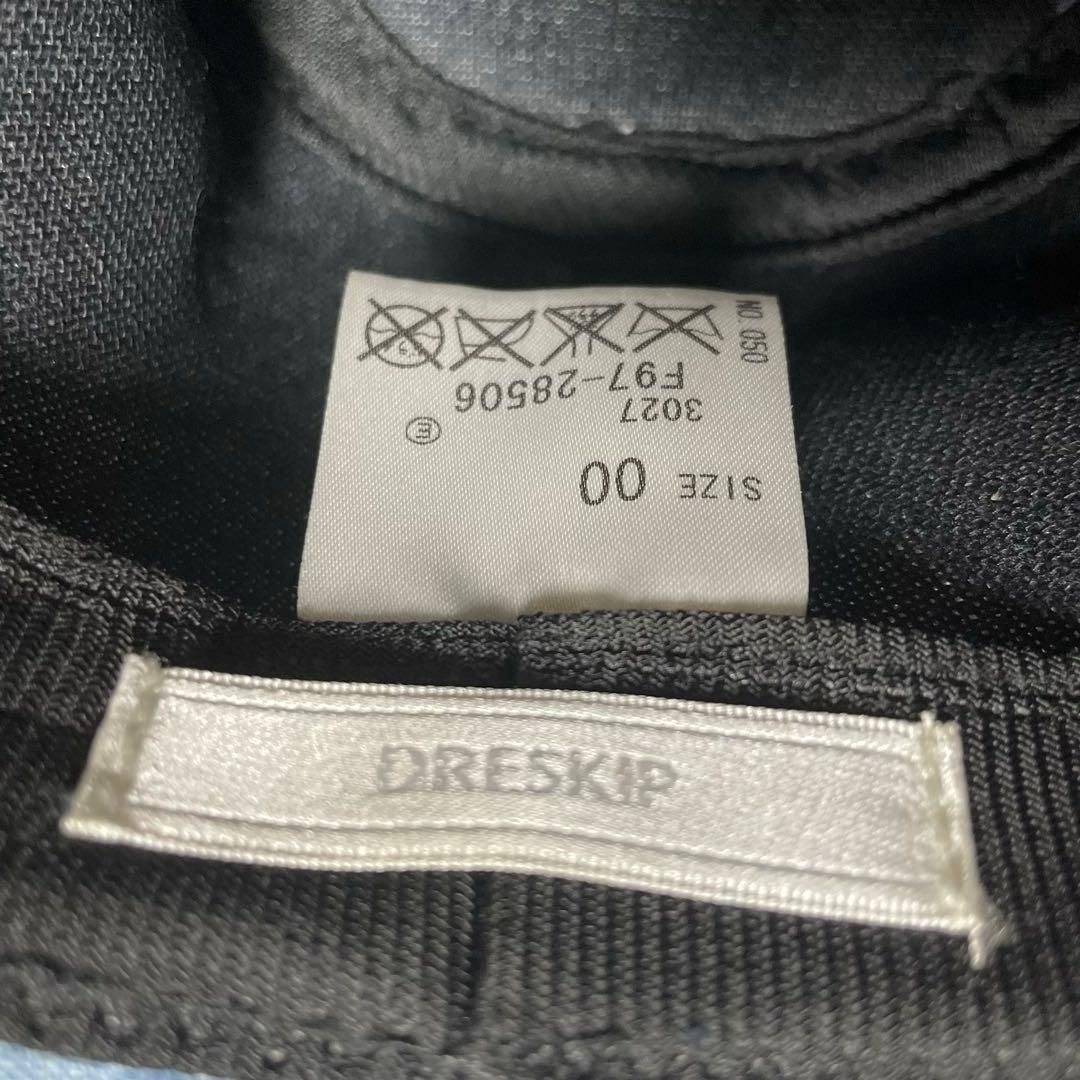 SIZE 00
Ⓔ
3027
F97-28506
NO. 050
DRESKIP